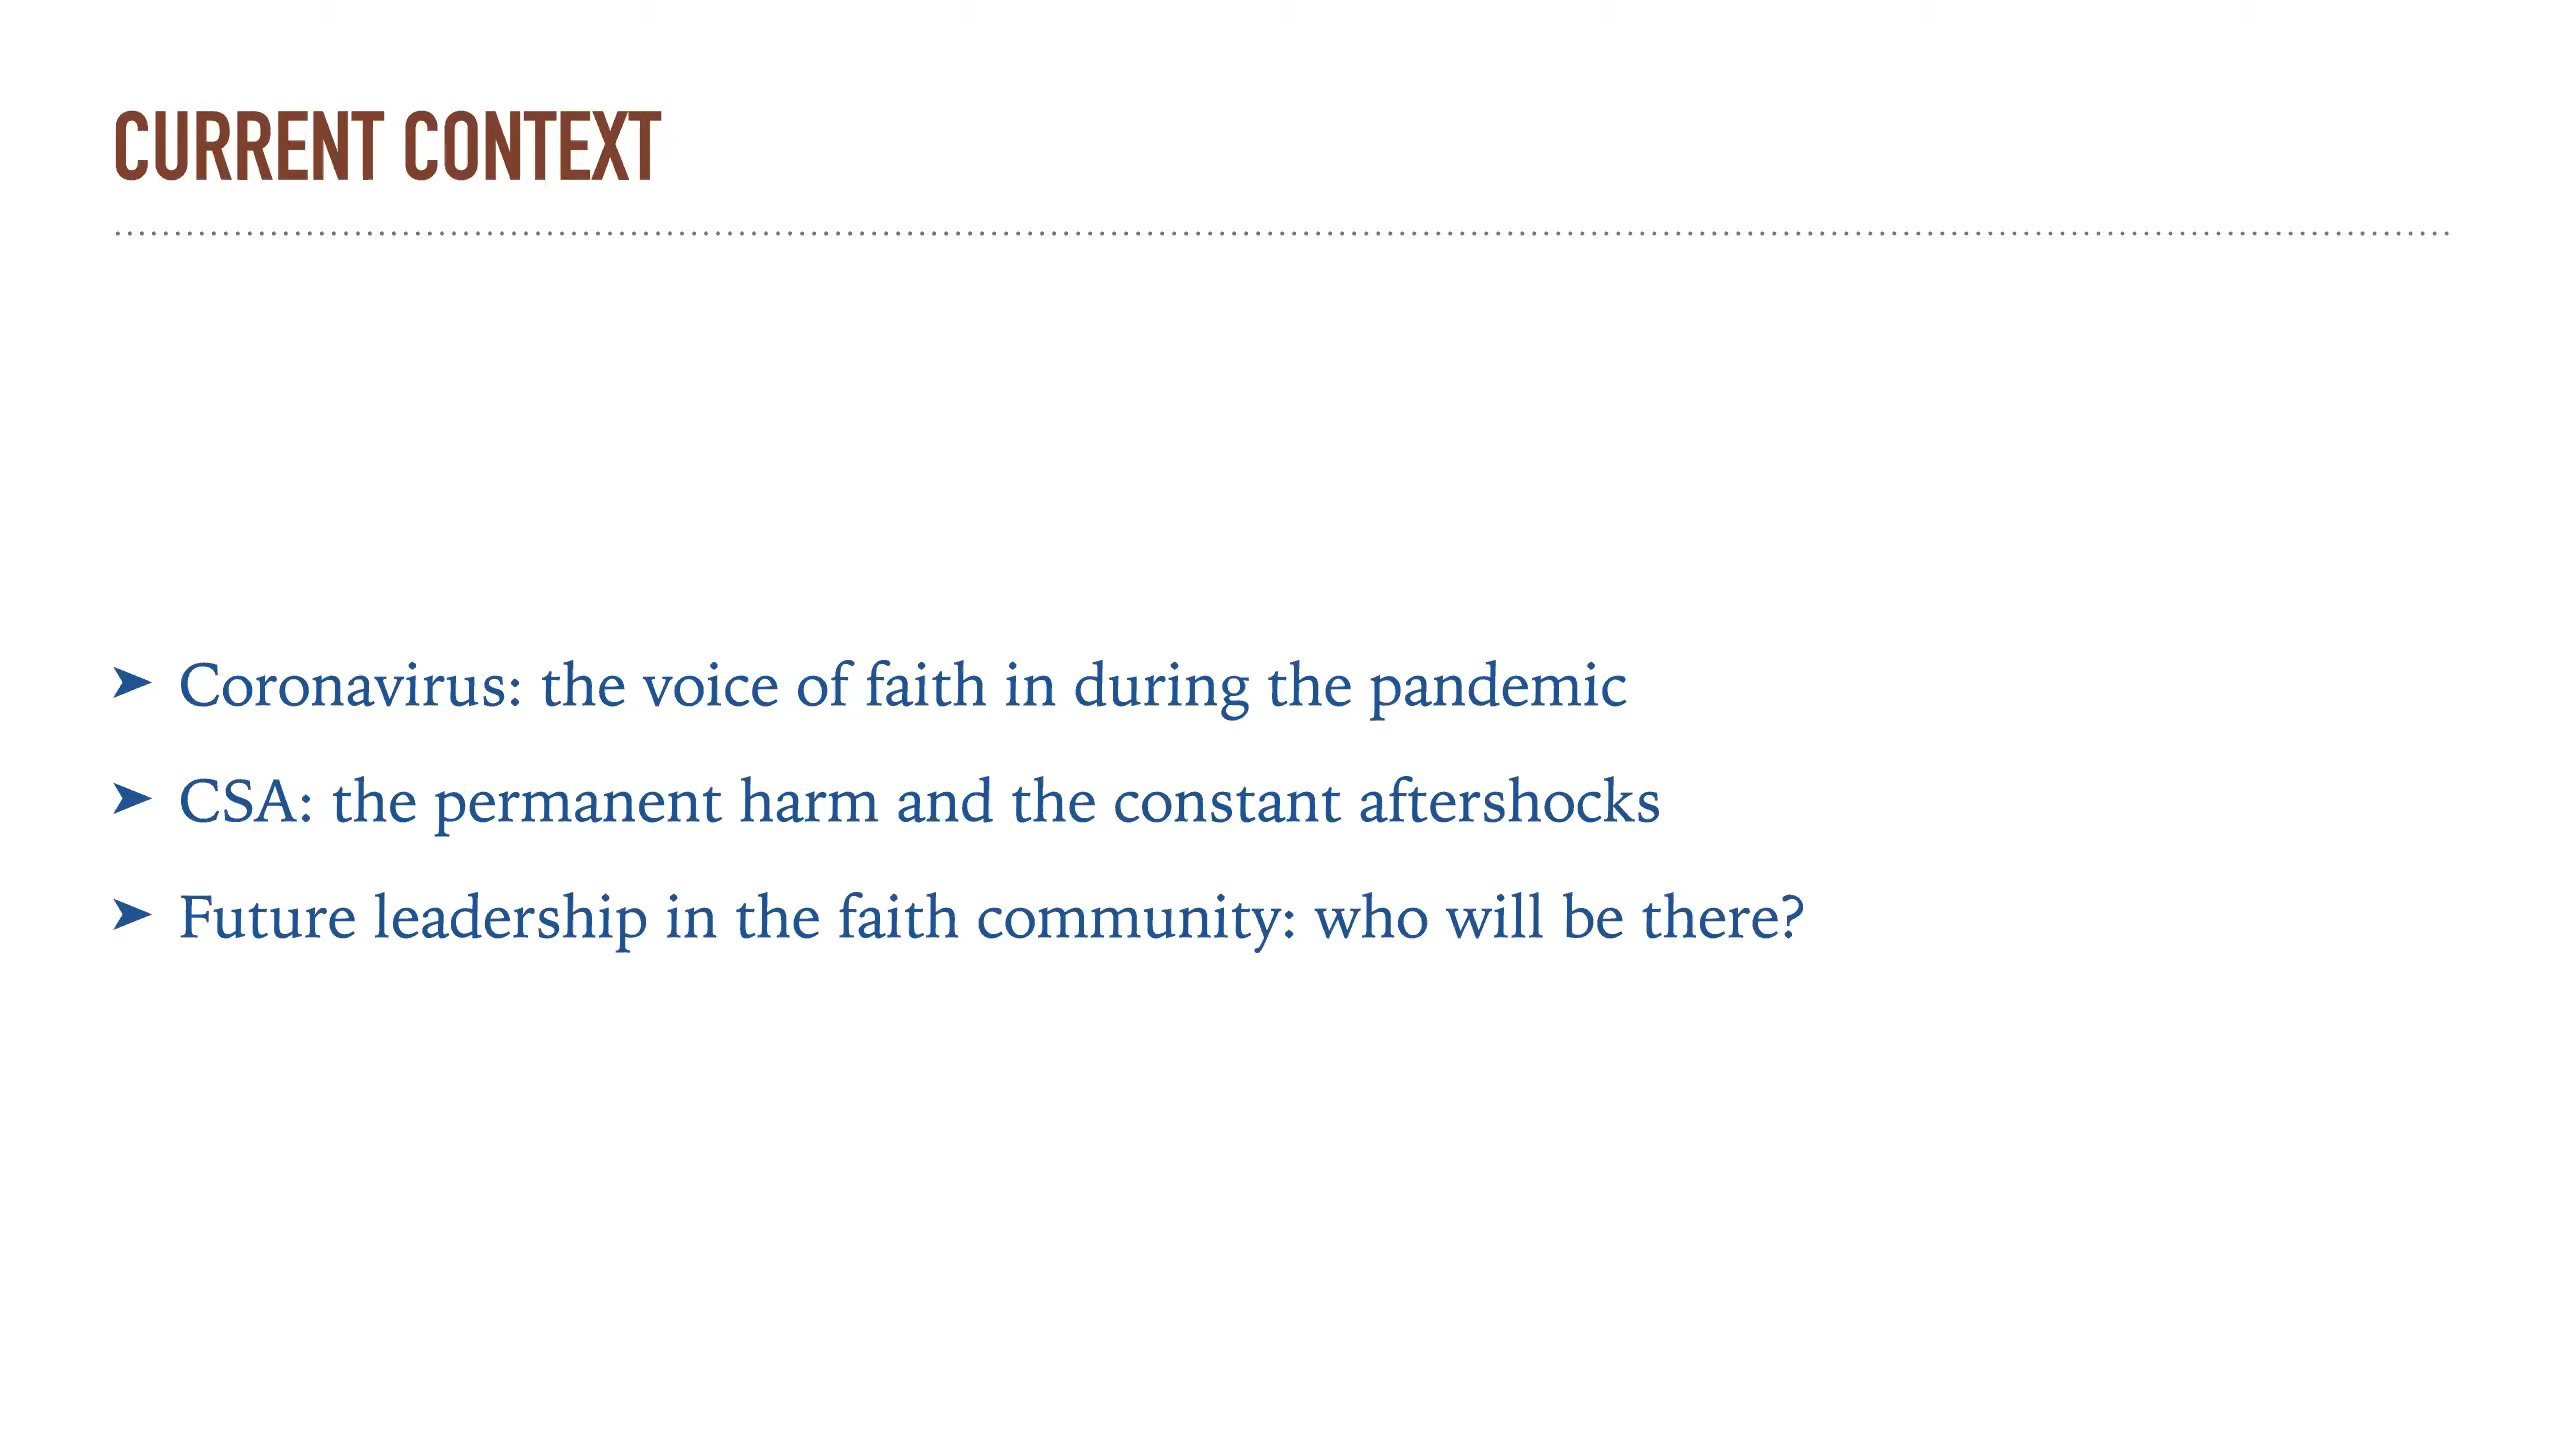 CURRENT CONTEXT
➤ Coronavirus: the voice of faith in during the pandemic
➤ CSA: the permanent harm and the constant aftershocks
➤ Future leadership in the faith community: who will be there?